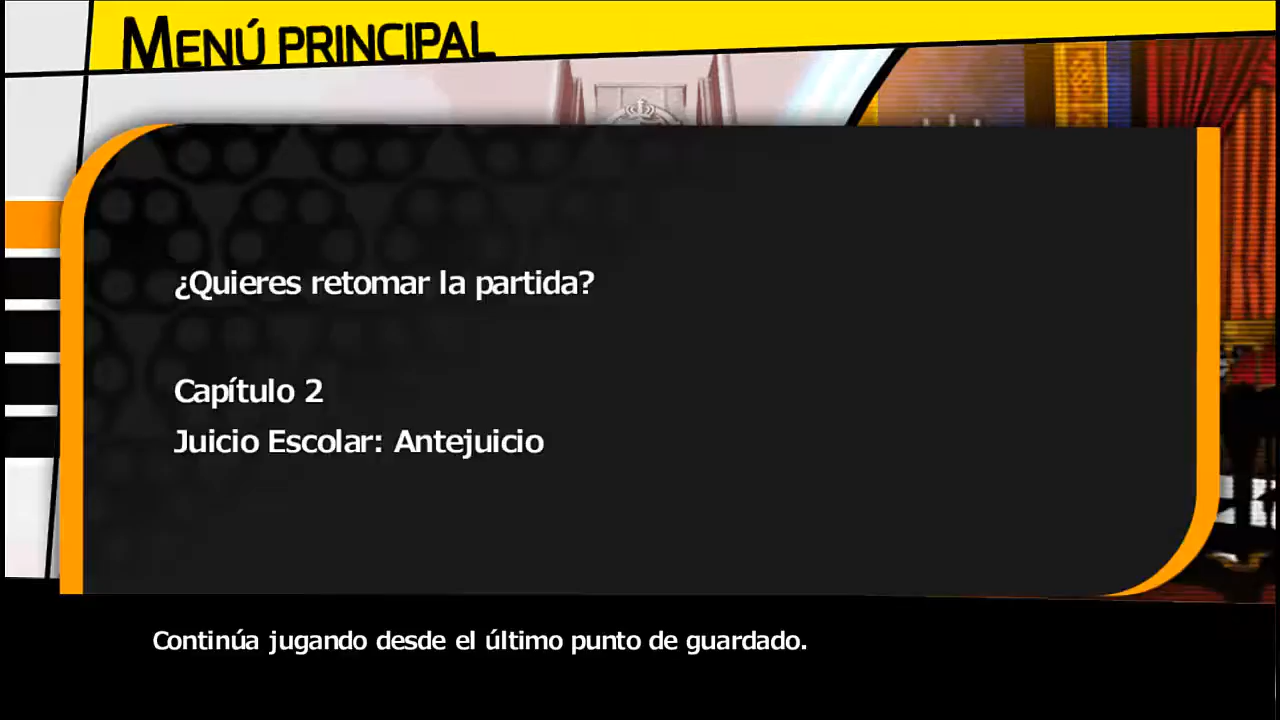 MENÚ PRINCIPAL
¿Quieres retomar la partida?
Capítulo 2
Juicio Escolar: Antejuicio
Continúa jugando desde el último punto de guardado.